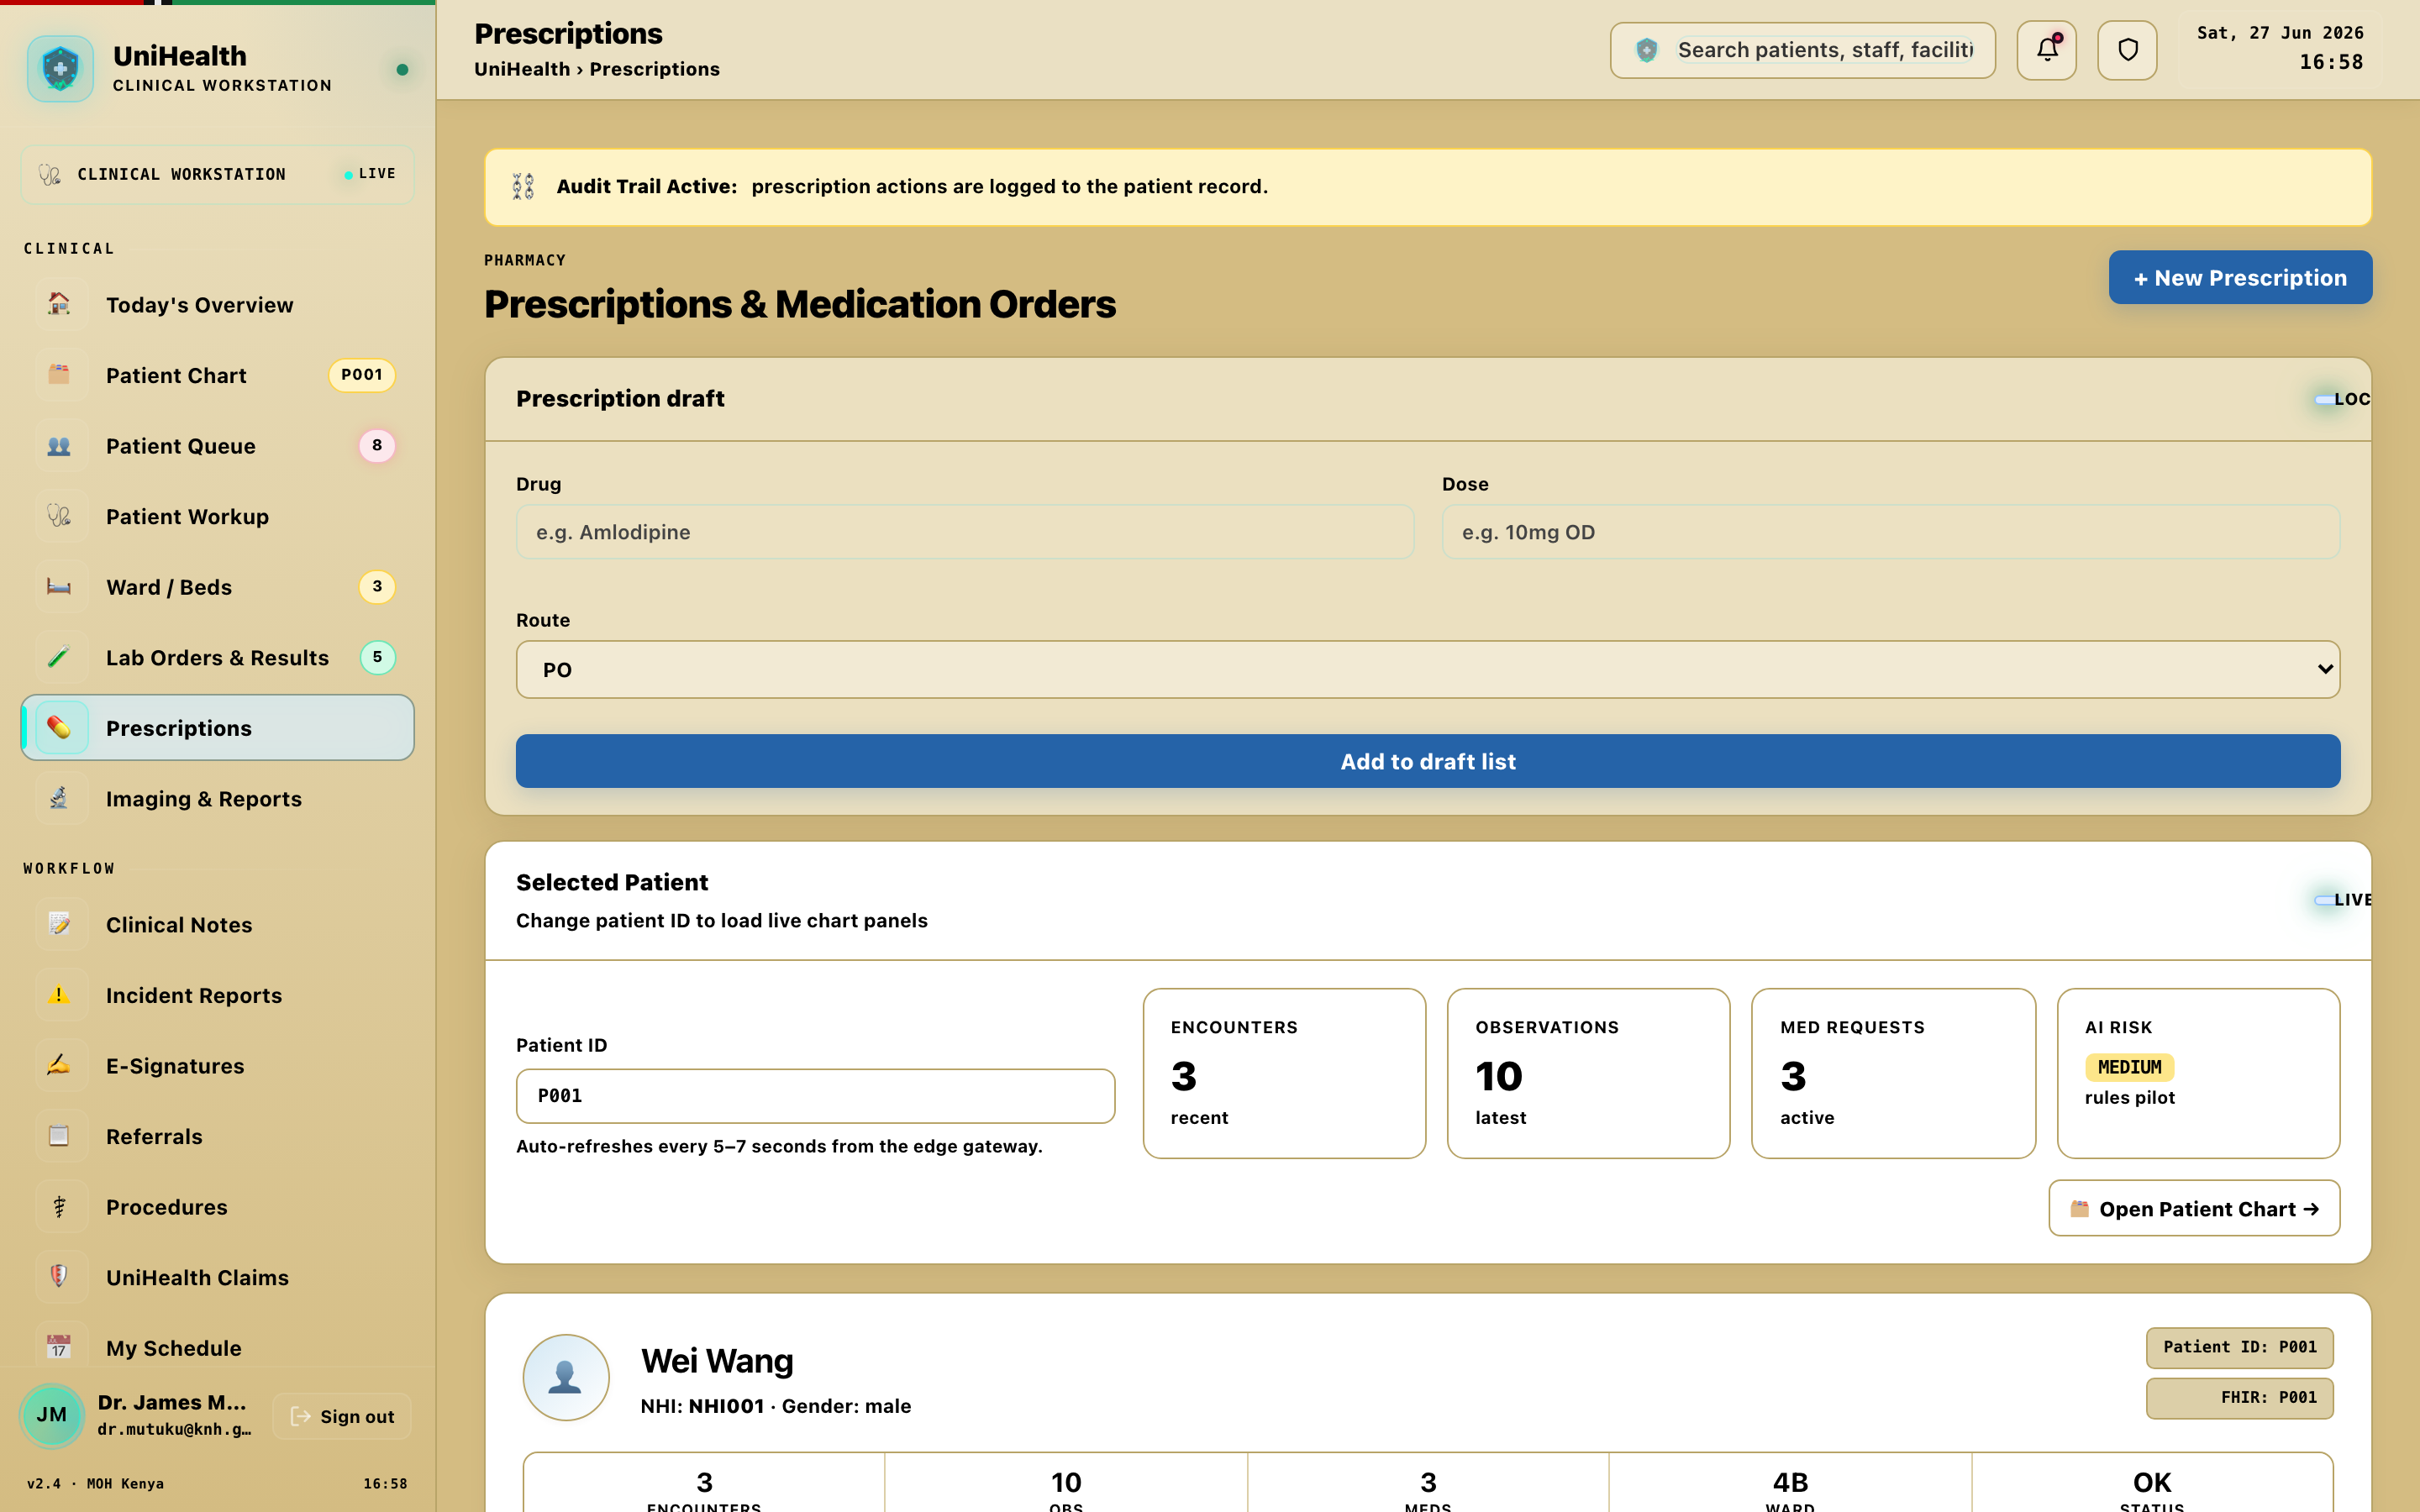 UniHealth
CLINICAL WORKSTATION
CLINICAL WORKSTATION
LIVE
CLINICAL
Today's Overview
Patient Chart
P001
Patient Queue
8
Patient Workup
Ward / Beds
3
Lab Orders & Results
5
Prescriptions
Imaging & Reports
WORKFLOW
Clinical Notes
Incident Reports
E-Signatures
Referrals
Procedures
UniHealth Claims
17
My Schedule
JM
Dr. James M...
dr.mutuku@knh.g...
Sign out
v2.4 · MOH Kenya
16:58
Prescriptions
UniHealth › Prescriptions
Search patients, staff, faciliti
Sat, 27 Jun 2026
16:58
Audit Trail Active: prescription actions are logged to the patient record.
PHARMACY
Prescriptions & Medication Orders
+ New Prescription
Prescription draft
LOC
Drug
e.g. Amlodipine
Dose
e.g. 10mg OD
Route
PO
Add to draft list
Selected Patient
Change patient ID to load live chart panels
LIVE
Patient ID
P001
Auto-refreshes every 5–7 seconds from the edge gateway.
ENCOUNTERS
3
recent
OBSERVATIONS
10
latest
MED REQUESTS
3
active
AI RISK
MEDIUM
rules pilot
Open Patient Chart →
Wei Wang
NHI: NHI001 · Gender: male
Patient ID: P001
FHIR: P001
3
ENCOUNTERS
10
OBS
3
MEDS
4B
WARD
OK
STATUS